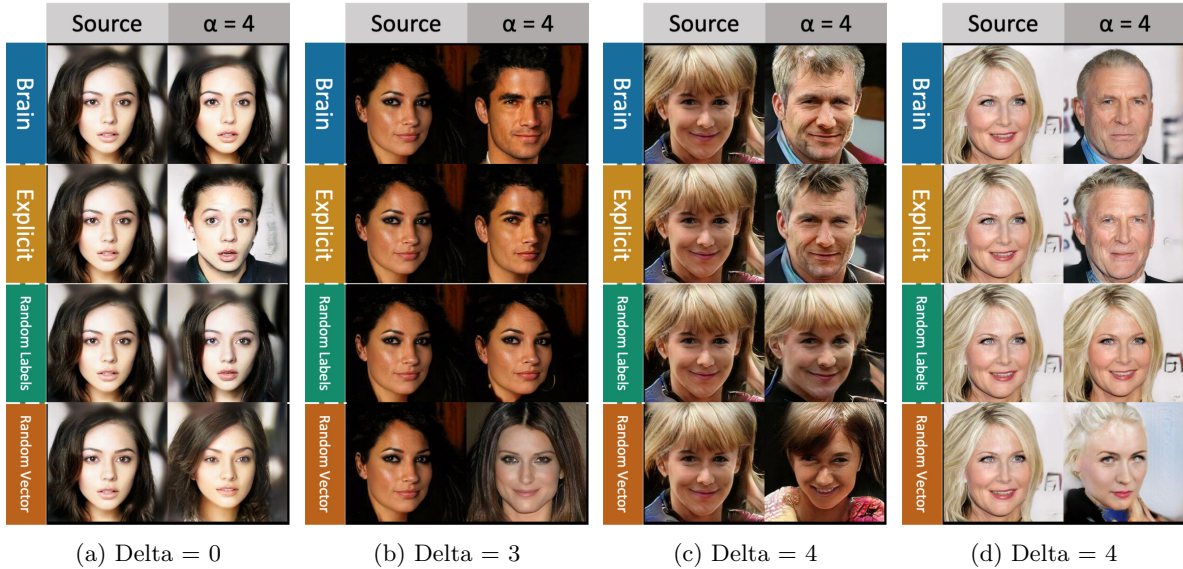 Source α = 4 Source α = 4 Source α = 4 Source α = 4
Brain Brain Brain Brain
Explicit Explicit Explicit Explicit
Random Labels Random Labels Random Labels Random Labels
Random Vector Random Vector Random Vector Random Vector
(a) Delta = 0 (b) Delta = 3 (c) Delta = 4 (d) Delta = 4